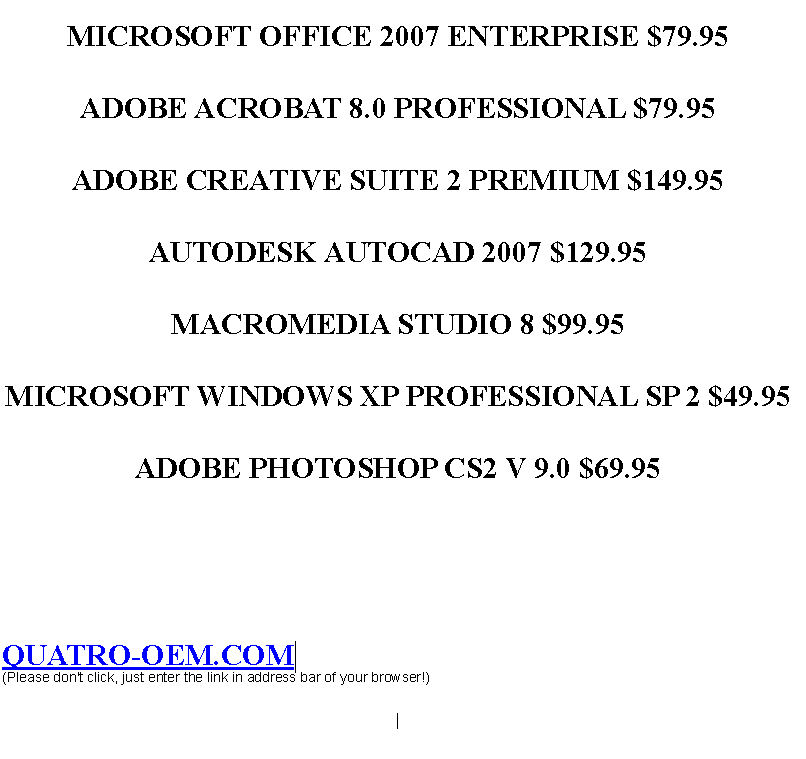 MICROSOFT OFFICE 2007 ENTERPRISE $79.95
ADOBE ACROBAT 8.0 PROFESSIONAL $79.95
ADOBE CREATIVE SUITE 2 PREMIUM $149.95
AUTODESK AUTOCAD 2007 $129.95
MACROMEDIA STUDIO 8 $99.95
MICROSOFT WINDOWS XP PROFESSIONAL SP 2 $49.95
ADOBE PHOTOSHOP CS2 V 9.0 $69.95
QUATRO-OEM.COM
(Please don't click, just enter the link in address bar of your browser!)